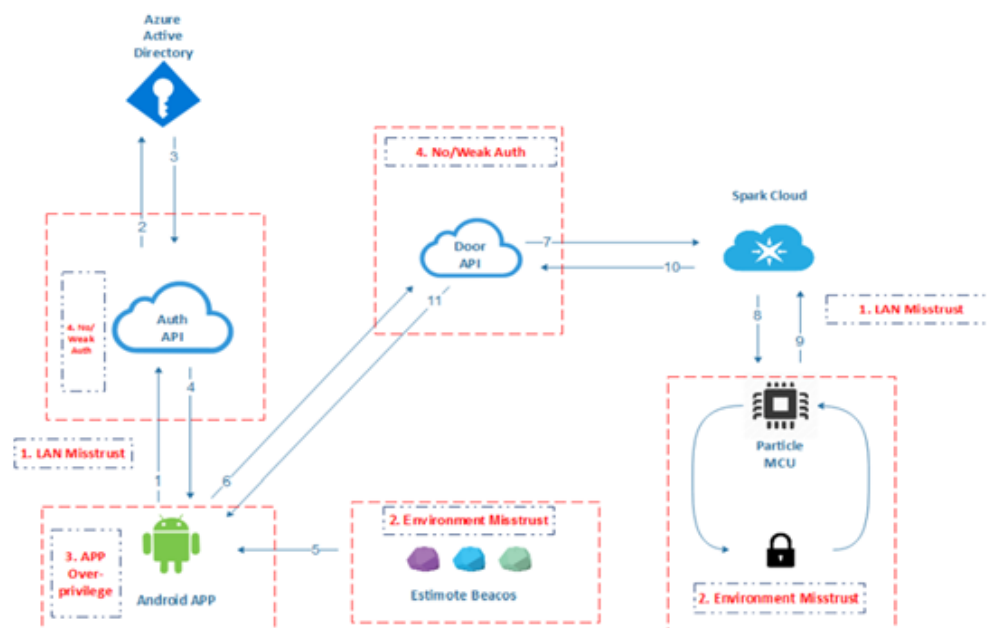 Azure
Active
Directory
3
2
4. No/Weak Auth
Spark Cloud
Door
API
7
10
11
4. No/
Weak
Auth
Auth
API
8
9
1. LAN Misstrust
4
Particle
MCU
1. LAN Misstrust
1
6
2. Environment Misstrust
3. APP
Over-
privilege
5
Android APP
Estimote Beacos
2. Environment Misstrust